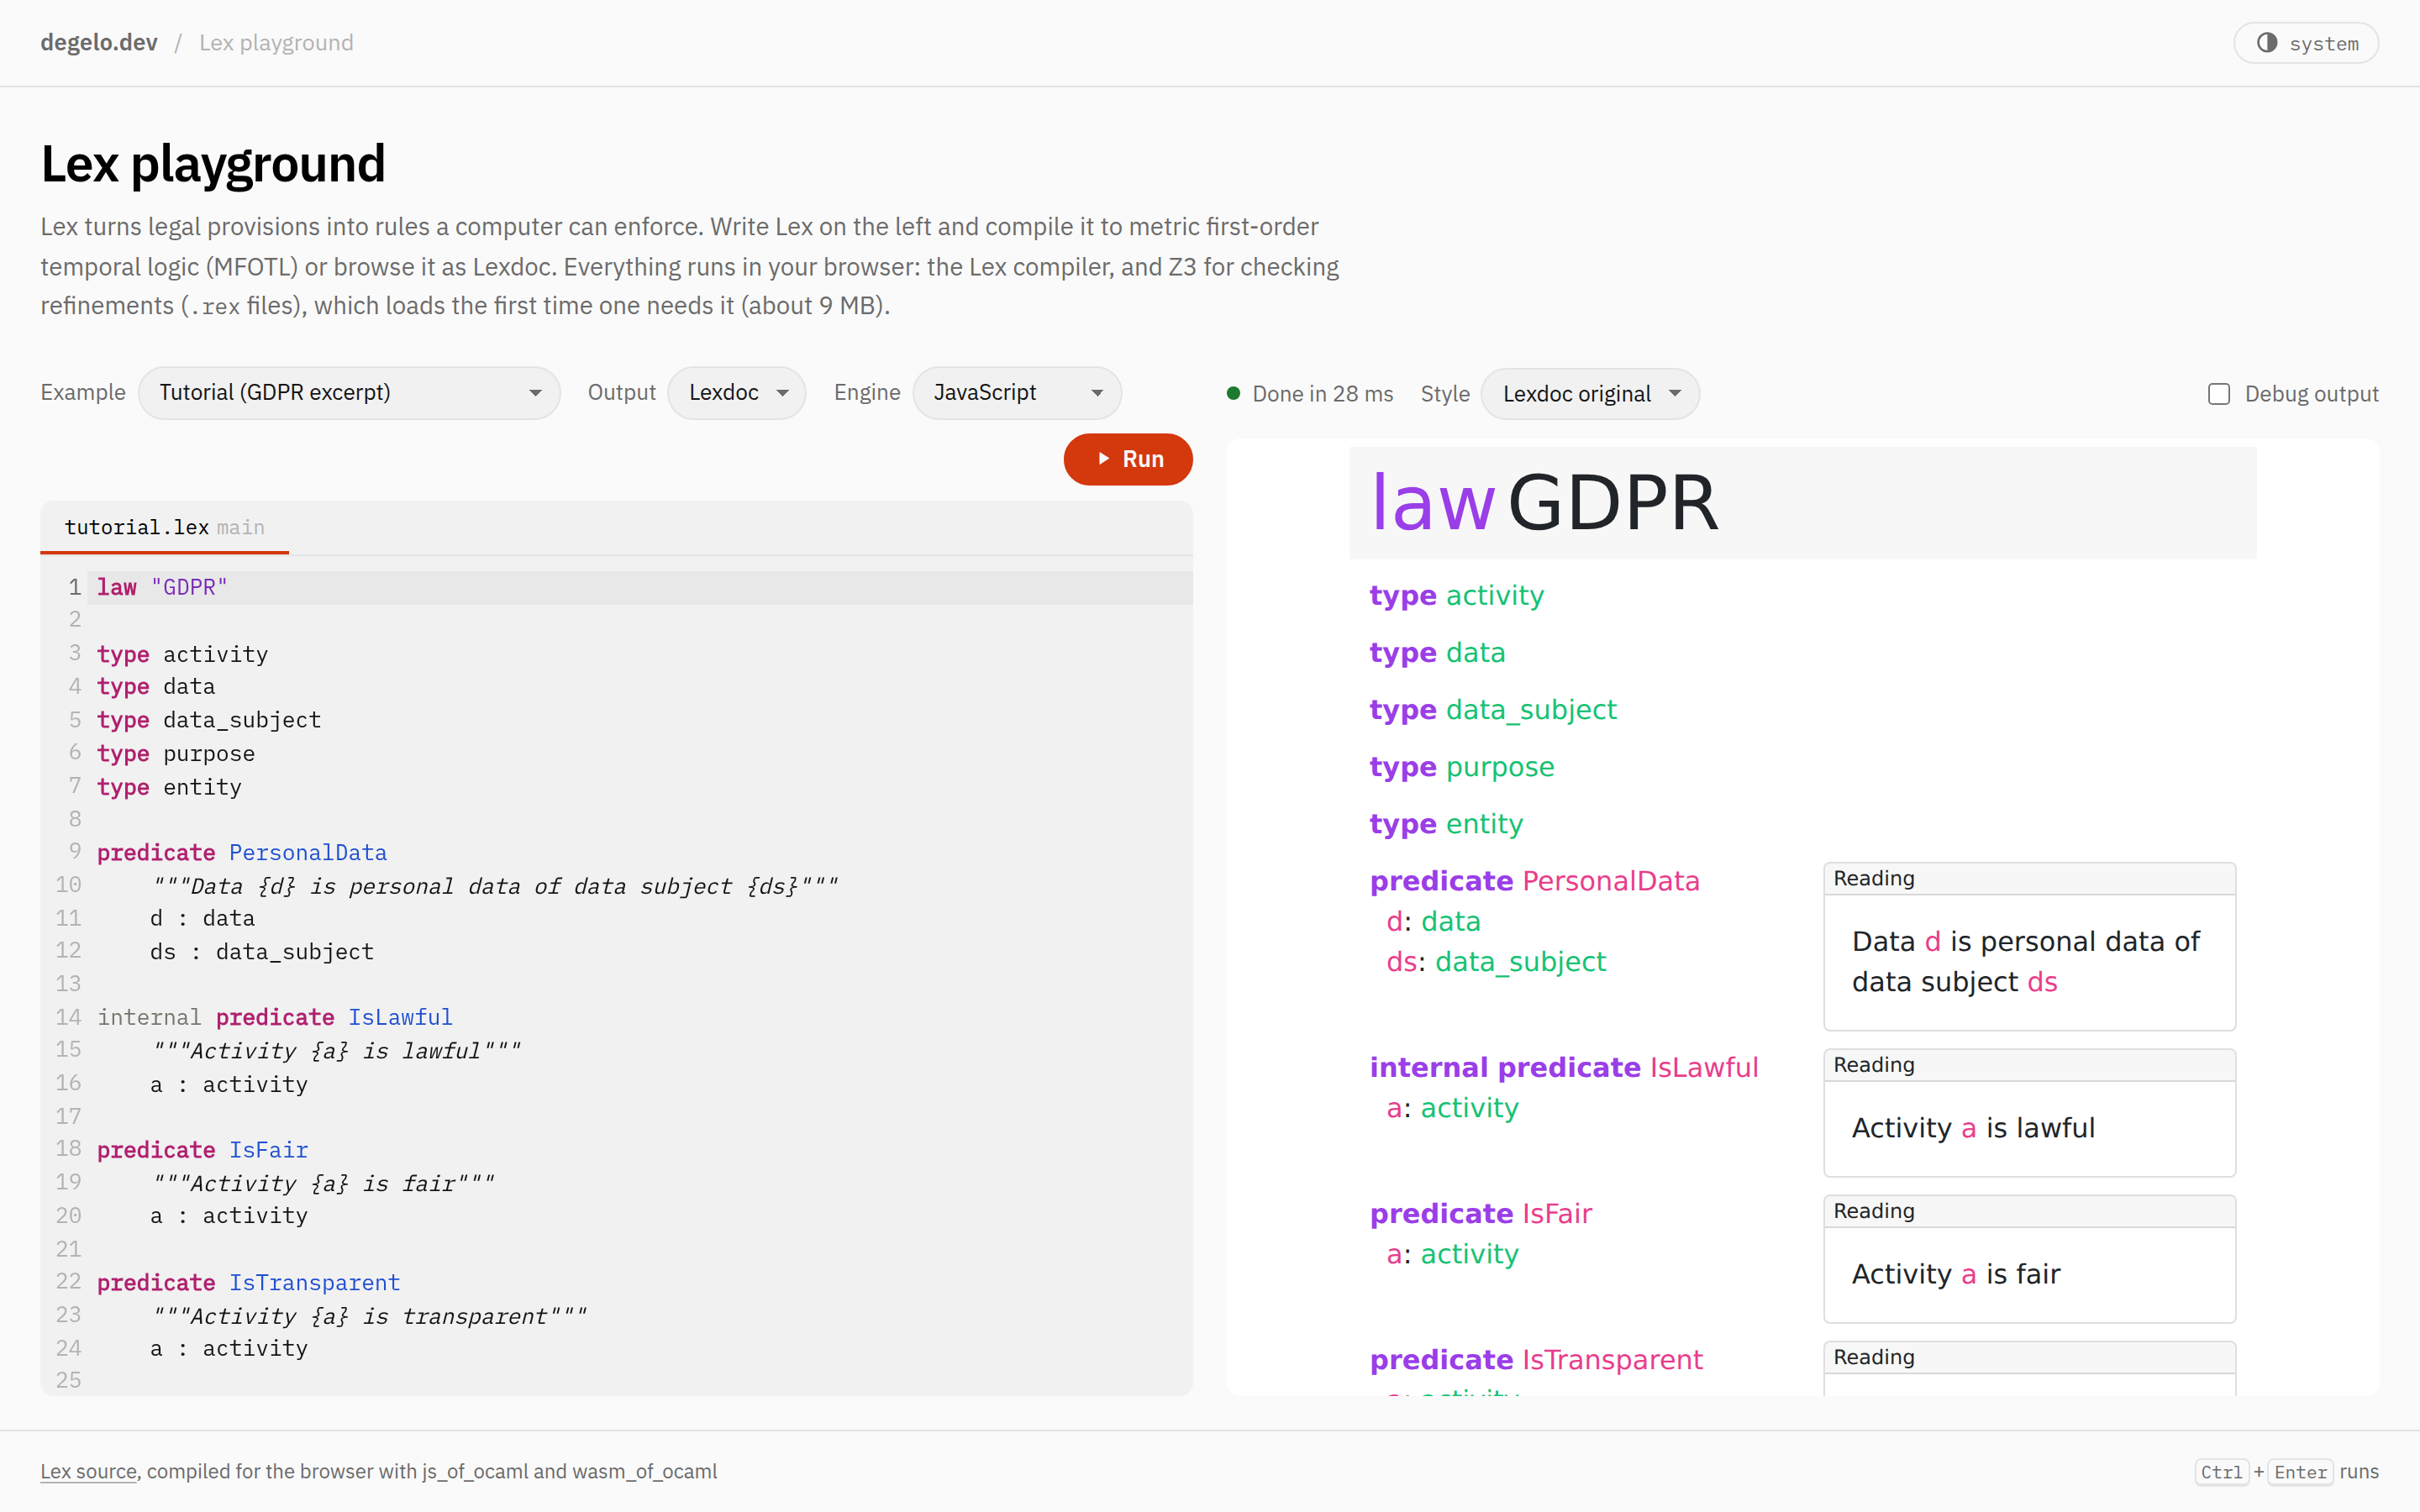 degelo.dev / Lex playground
system
Lex playground
Lex turns legal provisions into rules a computer can enforce. Write Lex on the left and compile it to metric first-order
temporal logic (MFOTL) or browse it as Lexdoc. Everything runs in your browser: the Lex compiler, and Z3 for checking
refinements (.rex files), which loads the first time one needs it (about 9 MB).
Example Tutorial (GDPR excerpt) Output Lexdoc Engine JavaScript
Run
tutorial.lex main
1 law "GDPR"
2
3 type activity
4 type data
5 type data_subject
6 type purpose
7 type entity
8
9 predicate PersonalData
10 """Data {d} is personal data of data subject {ds}"""
11 d : data
12 ds : data_subject
13
14 internal predicate IsLawful
15 """Activity {a} is lawful"""
16 a : activity
17
18 predicate IsFair
19 """Activity {a} is fair"""
20 a : activity
21
22 predicate IsTransparent
23 """Activity {a} is transparent"""
24 a : activity
25
Done in 28 ms Style Lexdoc original Debug output
law GDPR
type activity
type data
type data_subject
type purpose
type entity
predicate PersonalData
d: data
ds: data_subject
Reading
Data d is personal data of
data subject ds
internal predicate IsLawful
a: activity
Reading
Activity a is lawful
predicate IsFair
a: activity
Reading
Activity a is fair
predicate IsTransparent
Reading
Lex source, compiled for the browser with js_of_ocaml and wasm_of_ocaml
Ctrl + Enter runs